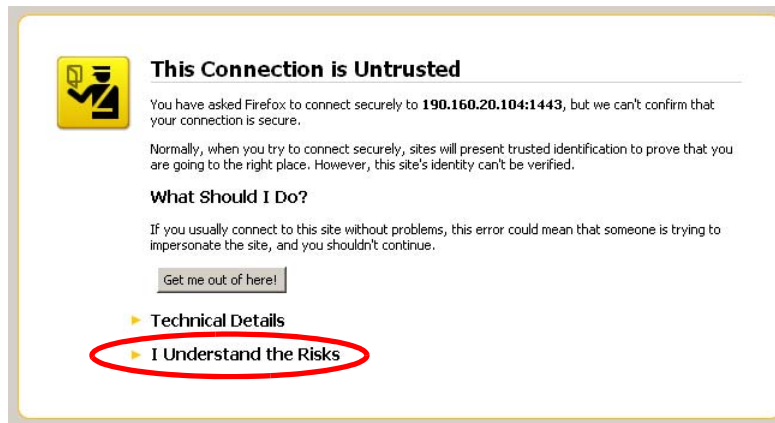 This Connection is Untrusted
You have asked Firefox to connect securely to 190.160.20.104:1443, but we can't confirm that
your connection is secure.
Normally, when you try to connect securely, sites will present trusted identification to prove that you
are going to the right place. However, this site's identity can't be verified.
What Should I Do?
If you usually connect to this site without problems, this error could mean that someone is trying to
impersonate the site, and you shouldn't continue.
Get me out of here!
Technical Details
I Understand the Risks